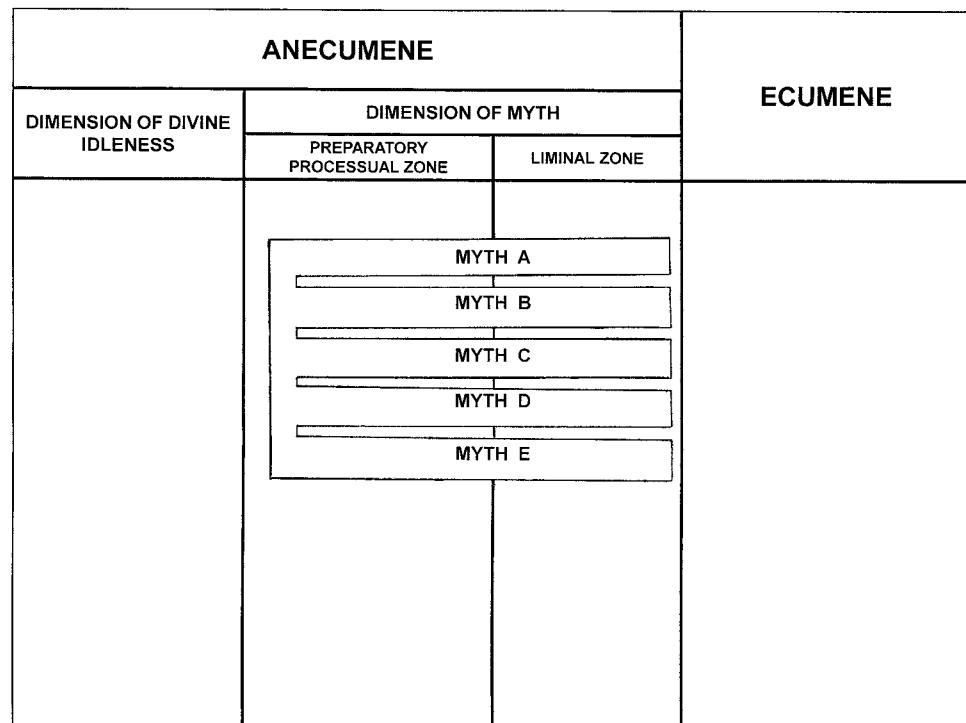 ANECUMENE
ECUMENE
DIMENSION OF DIVINE
IDLENESS
DIMENSION OF MYTH
PREPARATORY
PROCESSUAL ZONE
LIMINAL ZONE
MYTH A
MYTH B
MYTH C
MYTH D
MYTH E